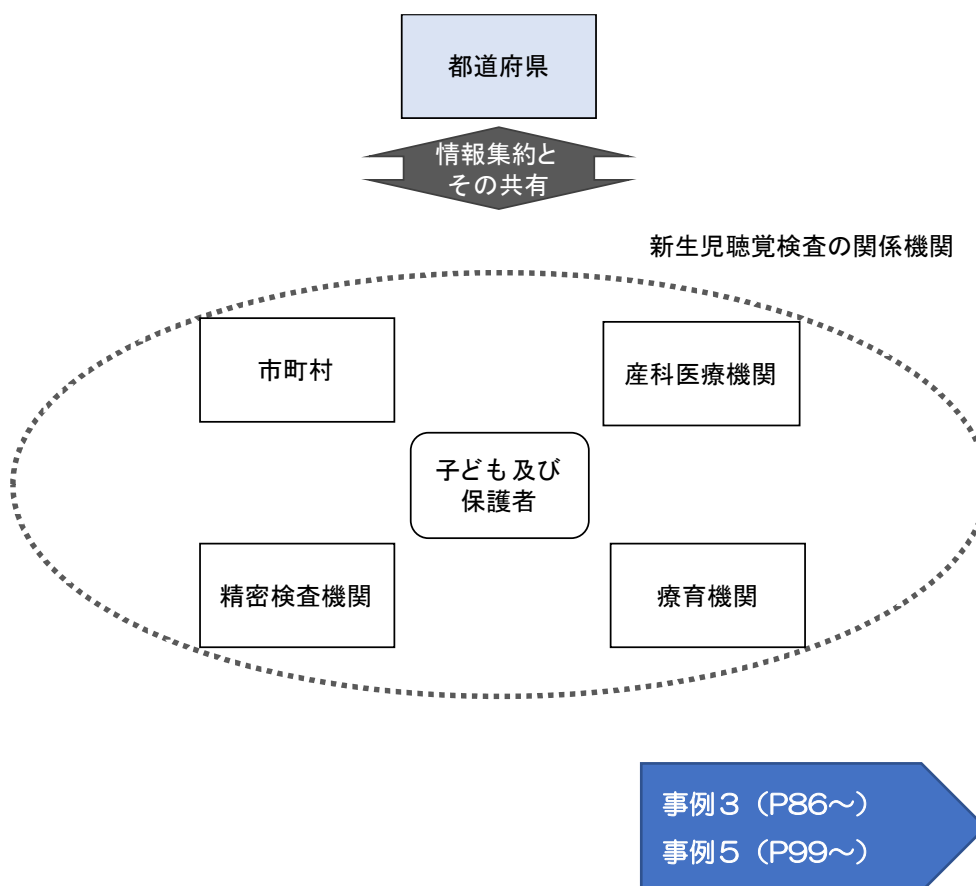 都道府県
情報集約と
その共有
新生児聴覚検査の関係機関
市町村
産科医療機関
子ども及び
保護者
精密検査機関
療育機関
事例３（P86～）
事例５（P99～）